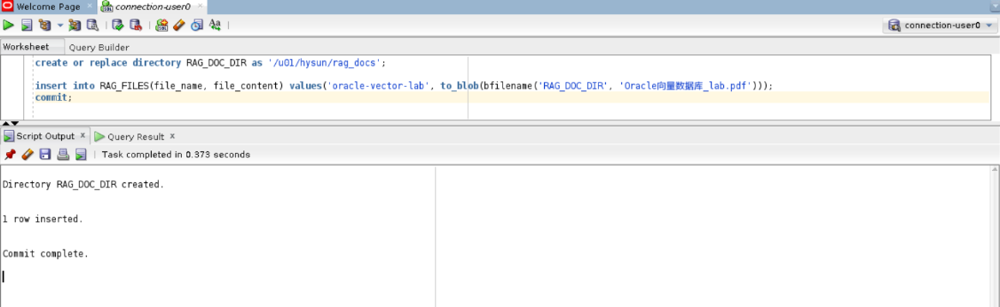 Welcome Page
connection-user0
connection-user0
Worksheet
Query Builder
create or replace directory RAG_DOC_DIR as '/u01/hysun/rag_docs';
insert into RAG_FILES(file_name, file_content) values('oracle-vector-lab', to_blob(bfilename('RAG_DOC_DIR', 'Oracle向量数据库_lab.pdf')));
commit;
Script Output
Query Result
Task completed in 0.373 seconds
Directory RAG_DOC_DIR created.
1 row inserted.
Commit complete.